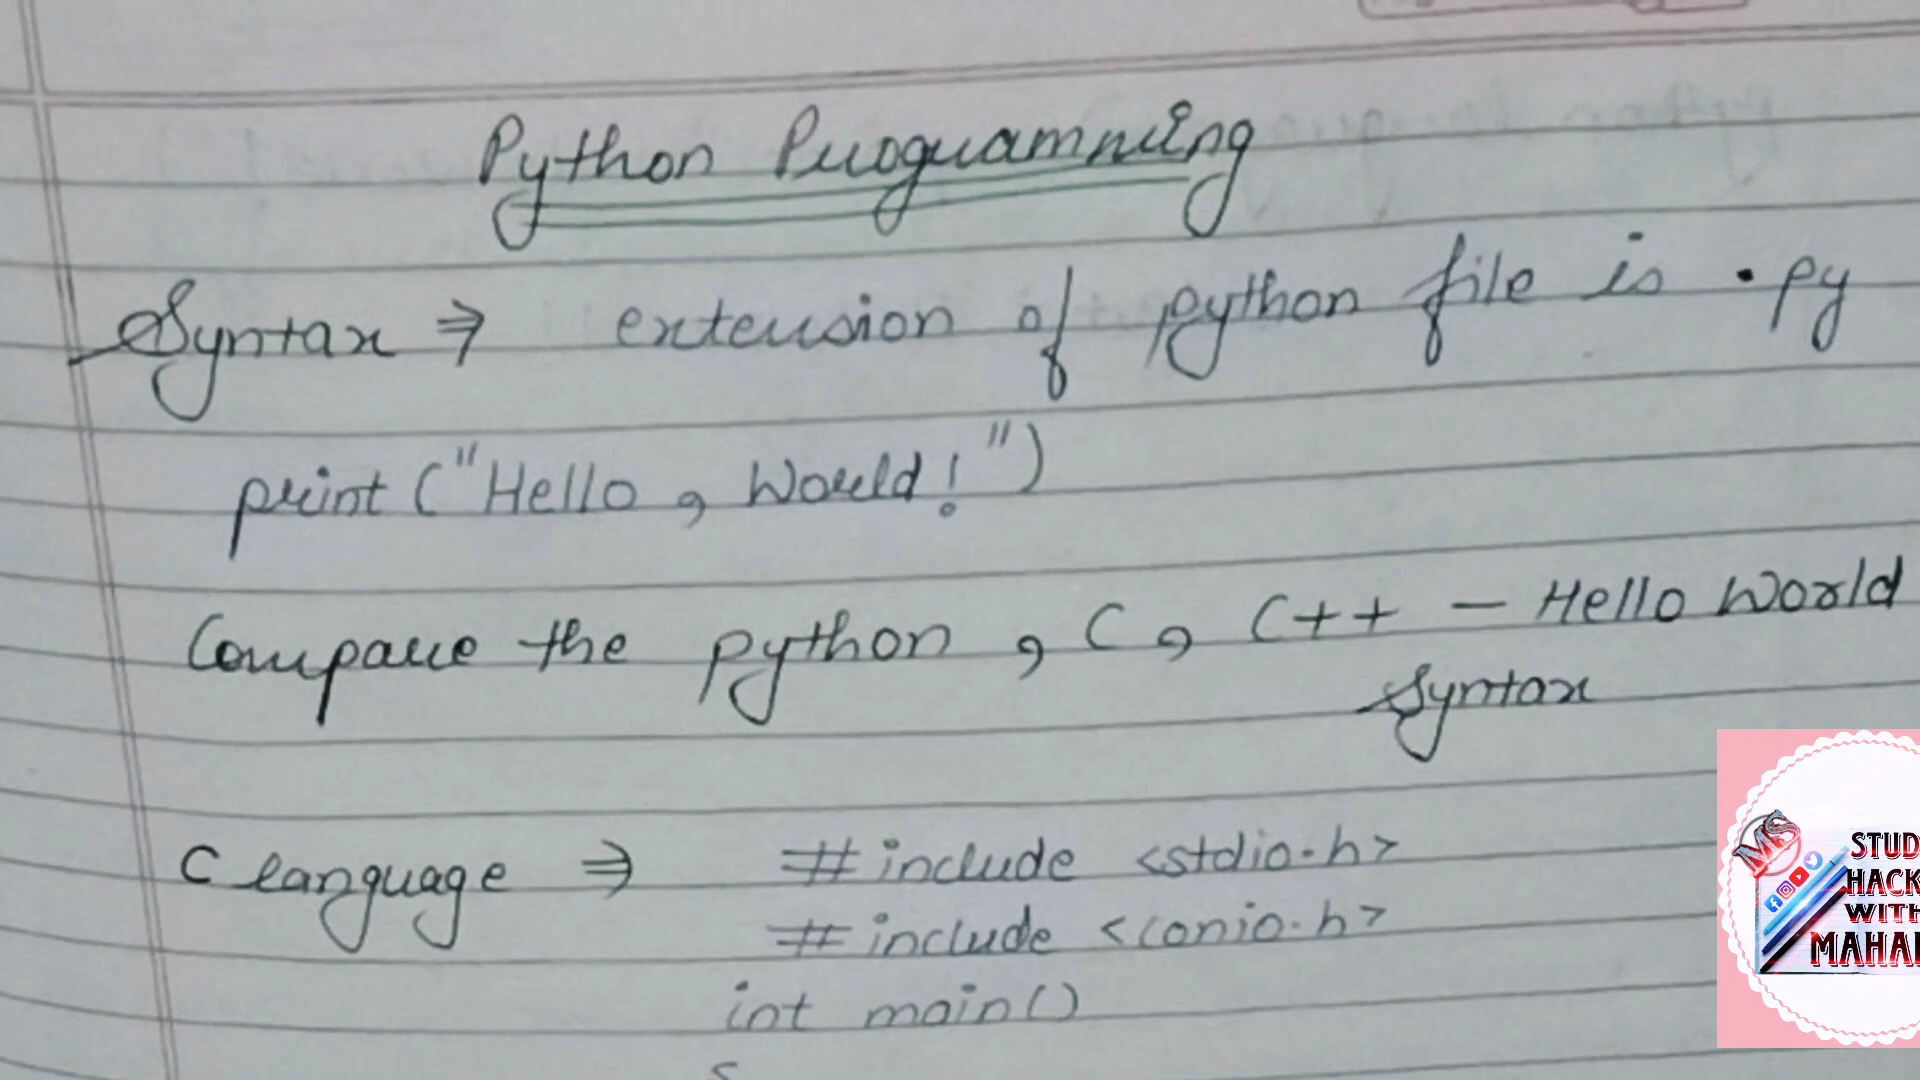 Python Programming
Syntax ⇒ extension of python file is .py
print ("Hello, World!")
Compare the python, C, C++ - Hello World
Syntax
C language ⇒ #include <stdio.h>
#include <conio.h>
int main()
{
MS
STUD
HACK
WITH
MAHA